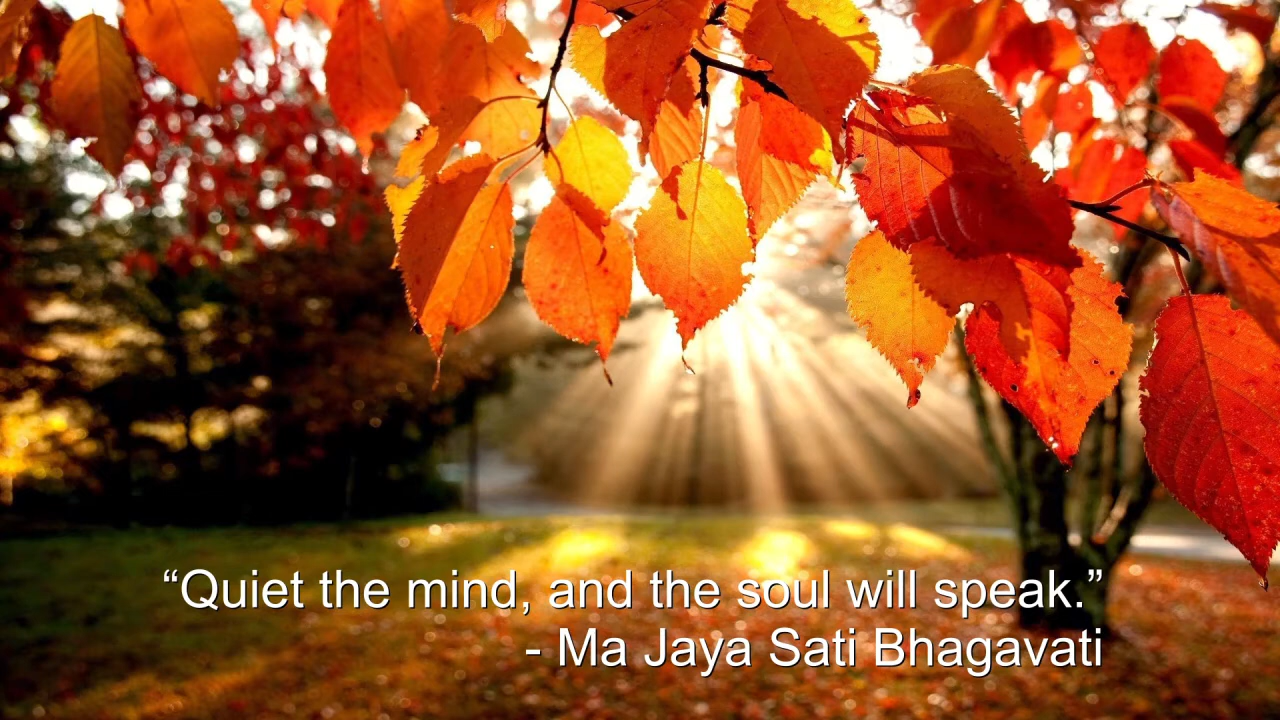 “Quiet the mind, and the soul will speak.”
- Ma Jaya Sati Bhagavati